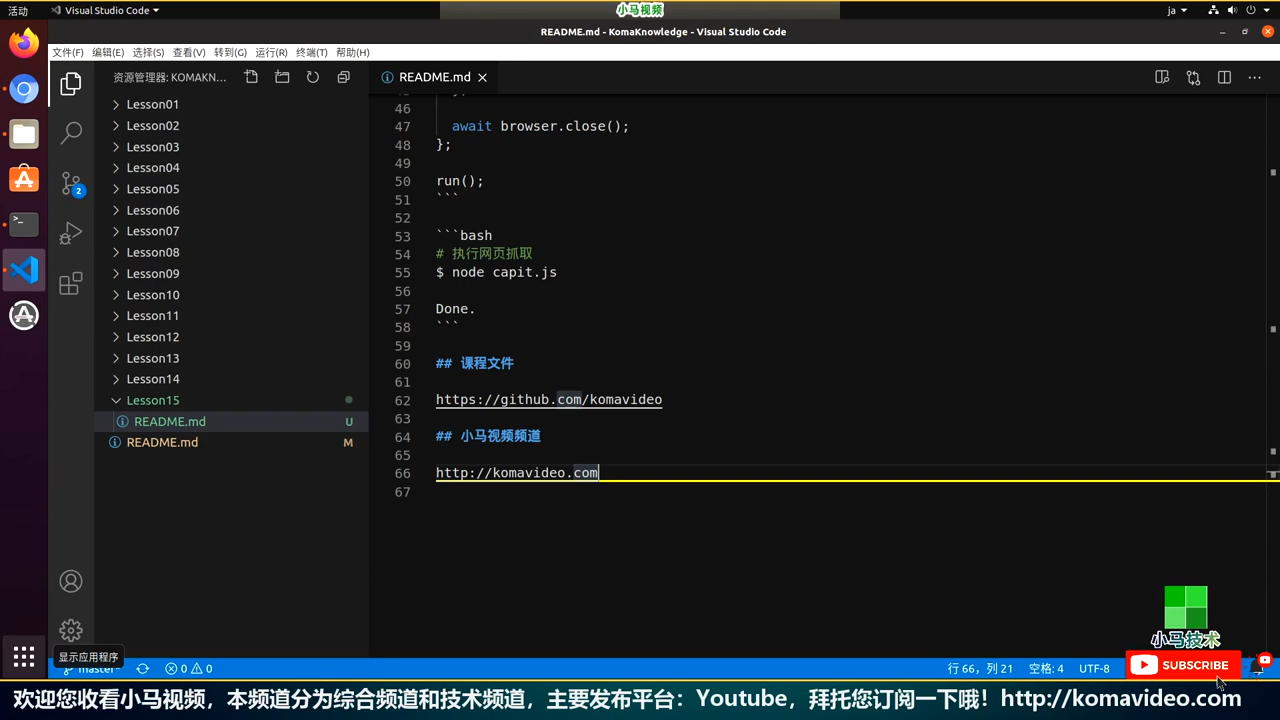 活动
Visual Studio Code
小马视频
ja
README.md - KomaKnowledge - Visual Studio Code
文件(F) 编辑(E) 选择(S) 查看(V) 转到(G) 运行(R) 终端(T) 帮助(H)
资源管理器: KOMAKN...
README.md
Lesson01
Lesson02
Lesson03
Lesson04
Lesson05
Lesson06
Lesson07
Lesson08
Lesson09
Lesson10
Lesson11
Lesson12
Lesson13
Lesson14
Lesson15
README.md U
README.md M
2
46
47 await browser.close();
48 };
49
50 run();
51 ```
52
53 ```bash
54 # 执行网页抓取
55 $ node capit.js
56
57 Done.
58 ```
59
60 ## 课程文件
61
62 https://github.com/komavideo
63
64 ## 小马视频频道
65
66 http://komavideo.com
67
显示应用程序
master*
0 0
行 66，列 21
空格: 4
UTF-8
小马技术
SUBSCRIBE
欢迎您收看小马视频，本频道分为综合频道和技术频道，主要发布平台：Youtube，拜托您订阅一下哦！http://komavideo.com